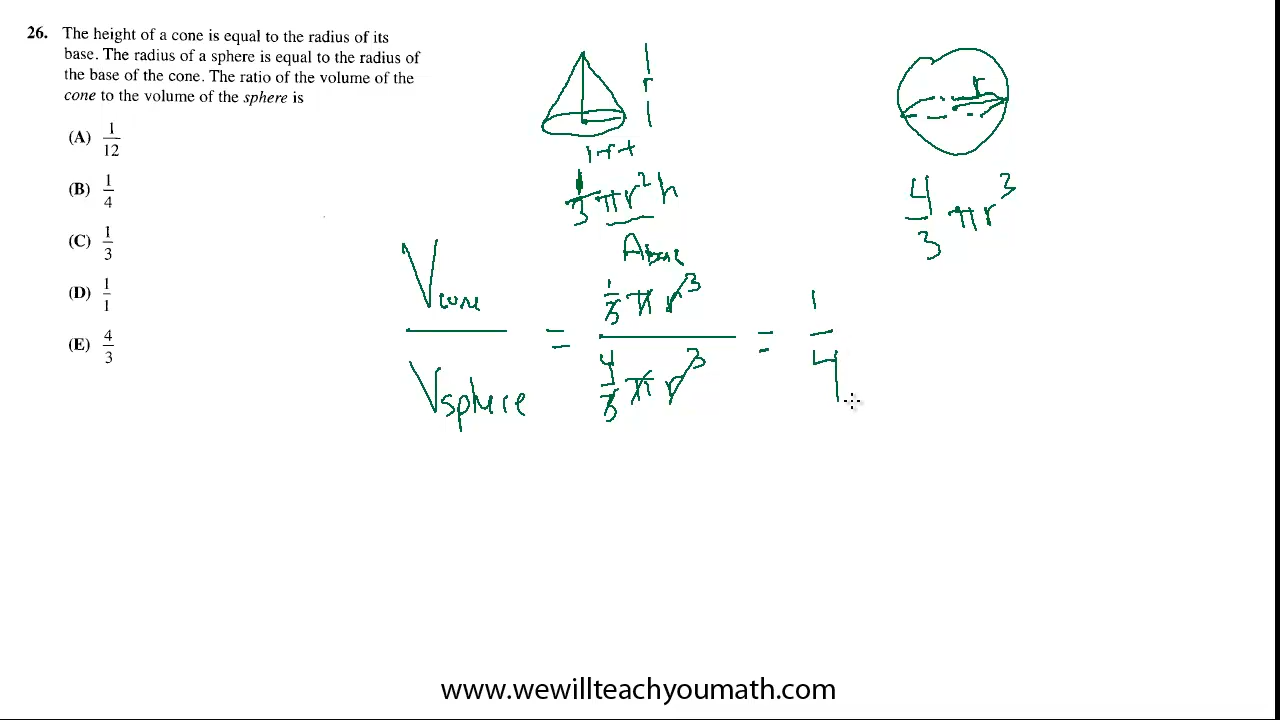 26. The height of a cone is equal to the radius of its
base. The radius of a sphere is equal to the radius of
the base of the cone. The ratio of the volume of the
cone to the volume of the sphere is
(A) 1/12
(B) 1/4
(C) 1/3
(D) 1/1
(E) 4/3
r
r
r
1/3 πr²h
Abase
4/3 πr³
Vcone / Vsphere = 1/3 π r³ / 4/3 π r³ = 1/4
www.wewillteachyoumath.com